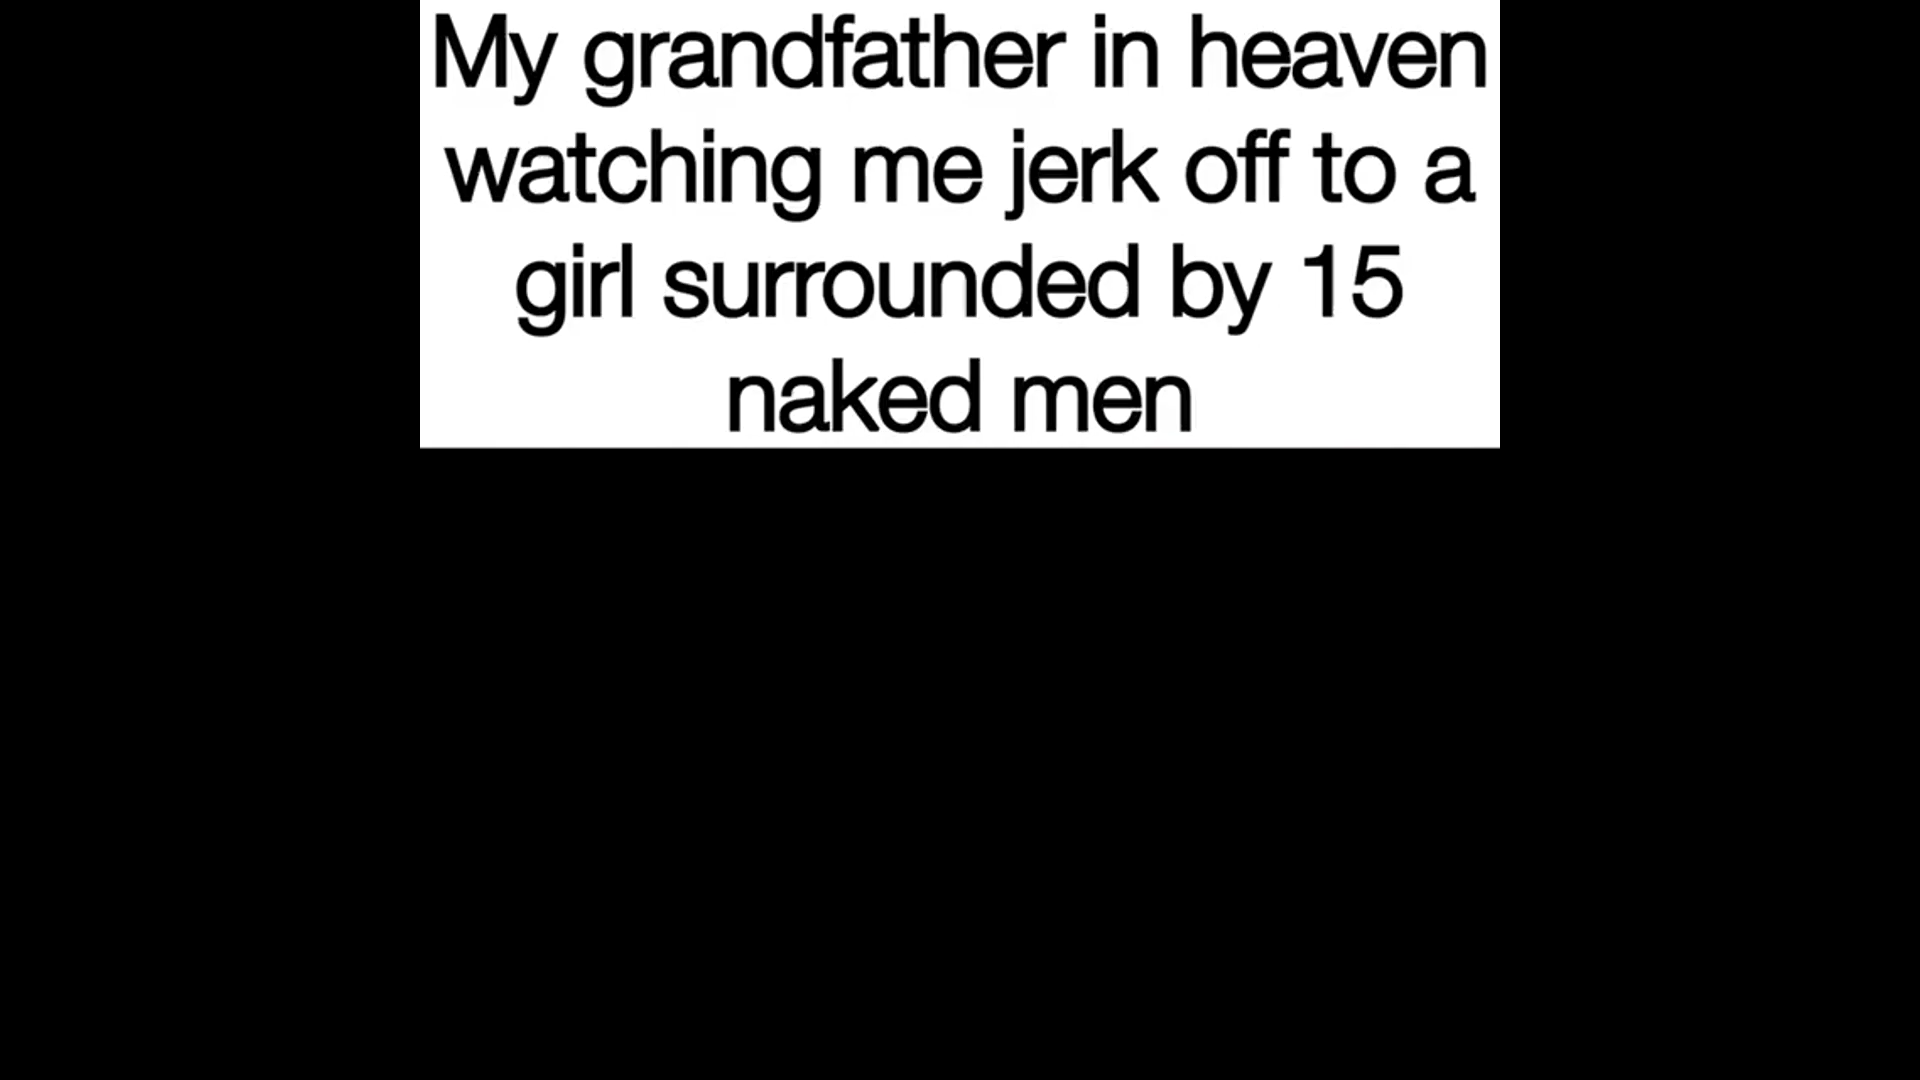 My grandfather in heaven
watching me jerk off to a
girl surrounded by 15
naked men